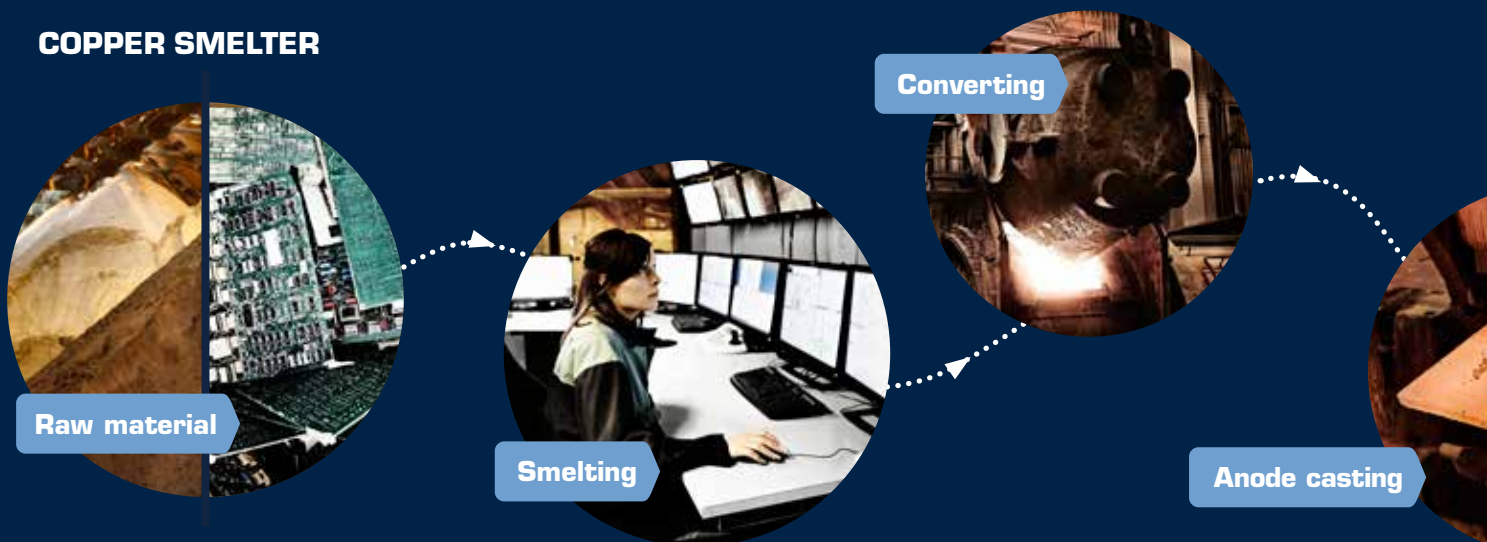 COPPER SMELTER
Raw material
Smelting
Converting
Anode casting